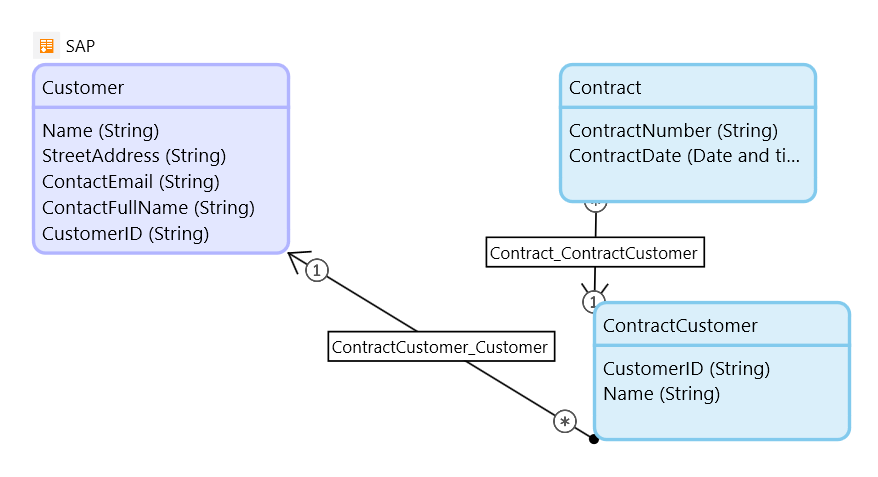 SAP
Customer
Name (String)
StreetAddress (String)
ContactEmail (String)
ContactFullName (String)
CustomerID (String)
Contract
ContractNumber (String)
ContractDate (Date and ti...
*
Contract_ContractCustomer
1
1
ContractCustomer_Customer
*
ContractCustomer
CustomerID (String)
Name (String)